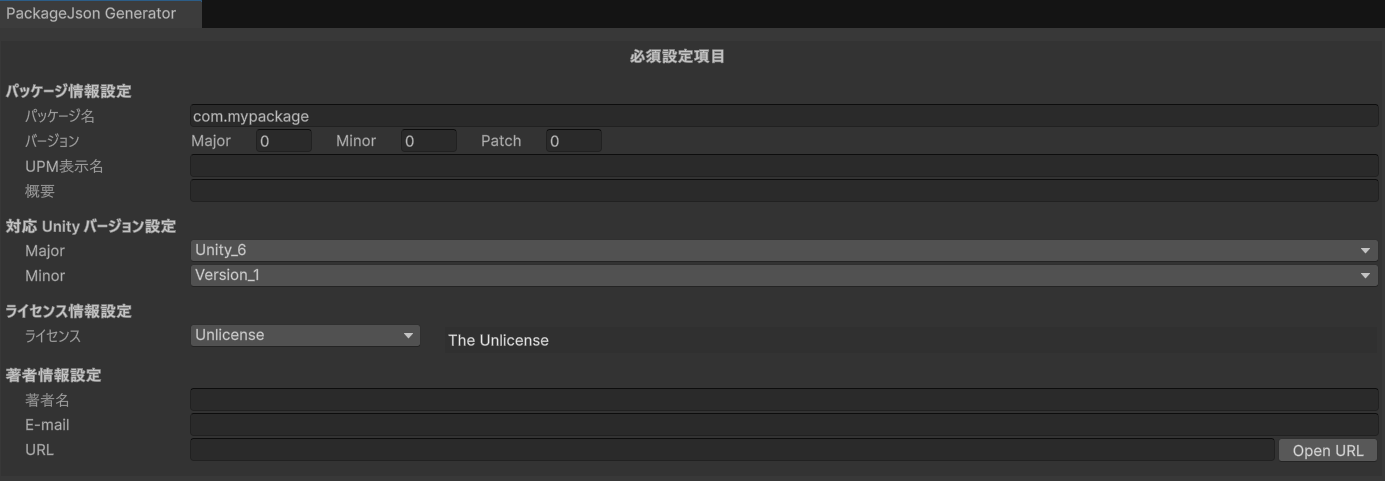 PackageJson Generator
必須設定項目
パッケージ情報設定
パッケージ名 com.mypackage
バージョン Major 0 Minor 0 Patch 0
UPM表示名
概要
対応 Unity バージョン設定
Major Unity_6
Minor Version_1
ライセンス情報設定
ライセンス Unlicense The Unlicense
著者情報設定
著者名
E-mail
URL Open URL